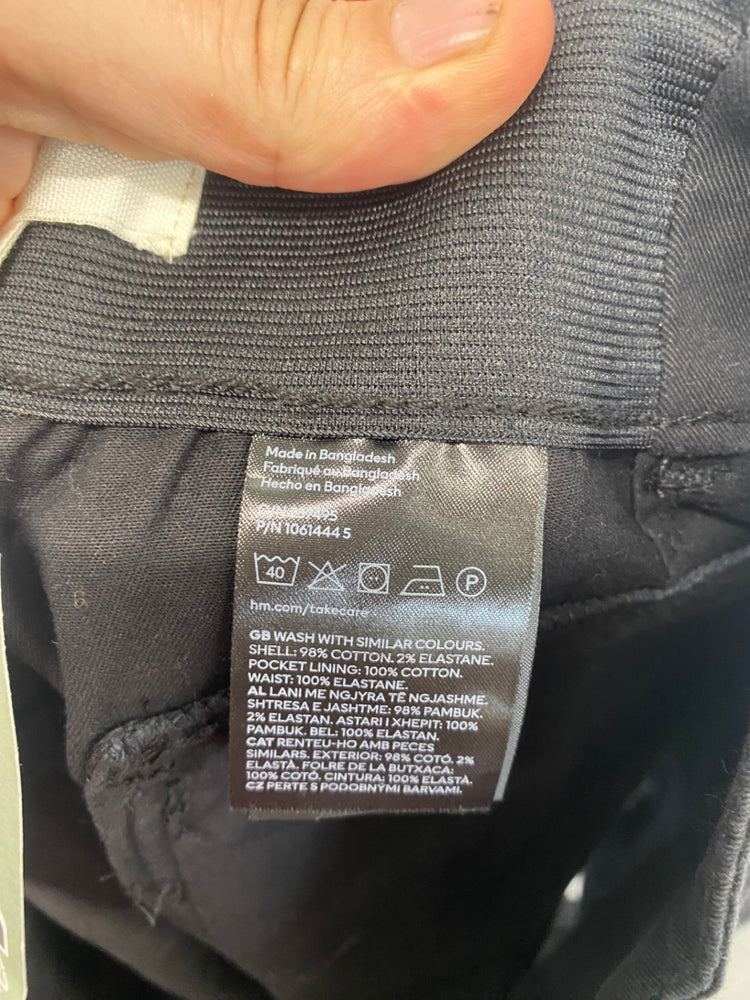 Made in Bangladesh
Fabriqué au Bangladesh
Hecho en Bangladesh
P/N 1061444 5
40
P
hm.com/takecare
GB WASH WITH SIMILAR COLOURS.
SHELL: 98% COTTON. 2% ELASTANE.
POCKET LINING: 100% COTTON.
WAIST: 100% ELASTANE.
AL LANI ME NGJYRA TË NGJASHME.
SHTRESA E JASHTME: 98% PAMBUK.
2% ELASTAN. ASTARI I XHEPIT: 100%
PAMBUK. BEL: 100% ELASTAN.
CAT RENTEU-HO AMB PECES
SIMILARS. EXTERIOR: 98% COTÓ. 2%
ELASTÀ. FOLRE DE LA BUTXACA:
100% COTÓ. CINTURA: 100% ELASTÀ.
CZ PERTE S PODOBNÝMI BARVAMI.